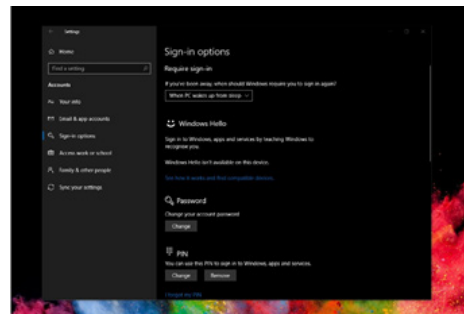 Settings
Home
Find a setting
Accounts
Your info
Email & app accounts
Sign-in options
Access work or school
Family & other people
Sync your settings
Sign-in options
Require sign-in
If you've been away, when should Windows require you to sign in again?
When PC wakes up from sleep
Windows Hello
Sign in to Windows, apps and services by teaching Windows to
recognise you.
Windows Hello isn't available on this device.
See how it works and find compatible devices.
Password
Change your account password
Change
PIN
You can use this PIN to sign in to Windows, apps and services.
Change Remove
I forgot my PIN